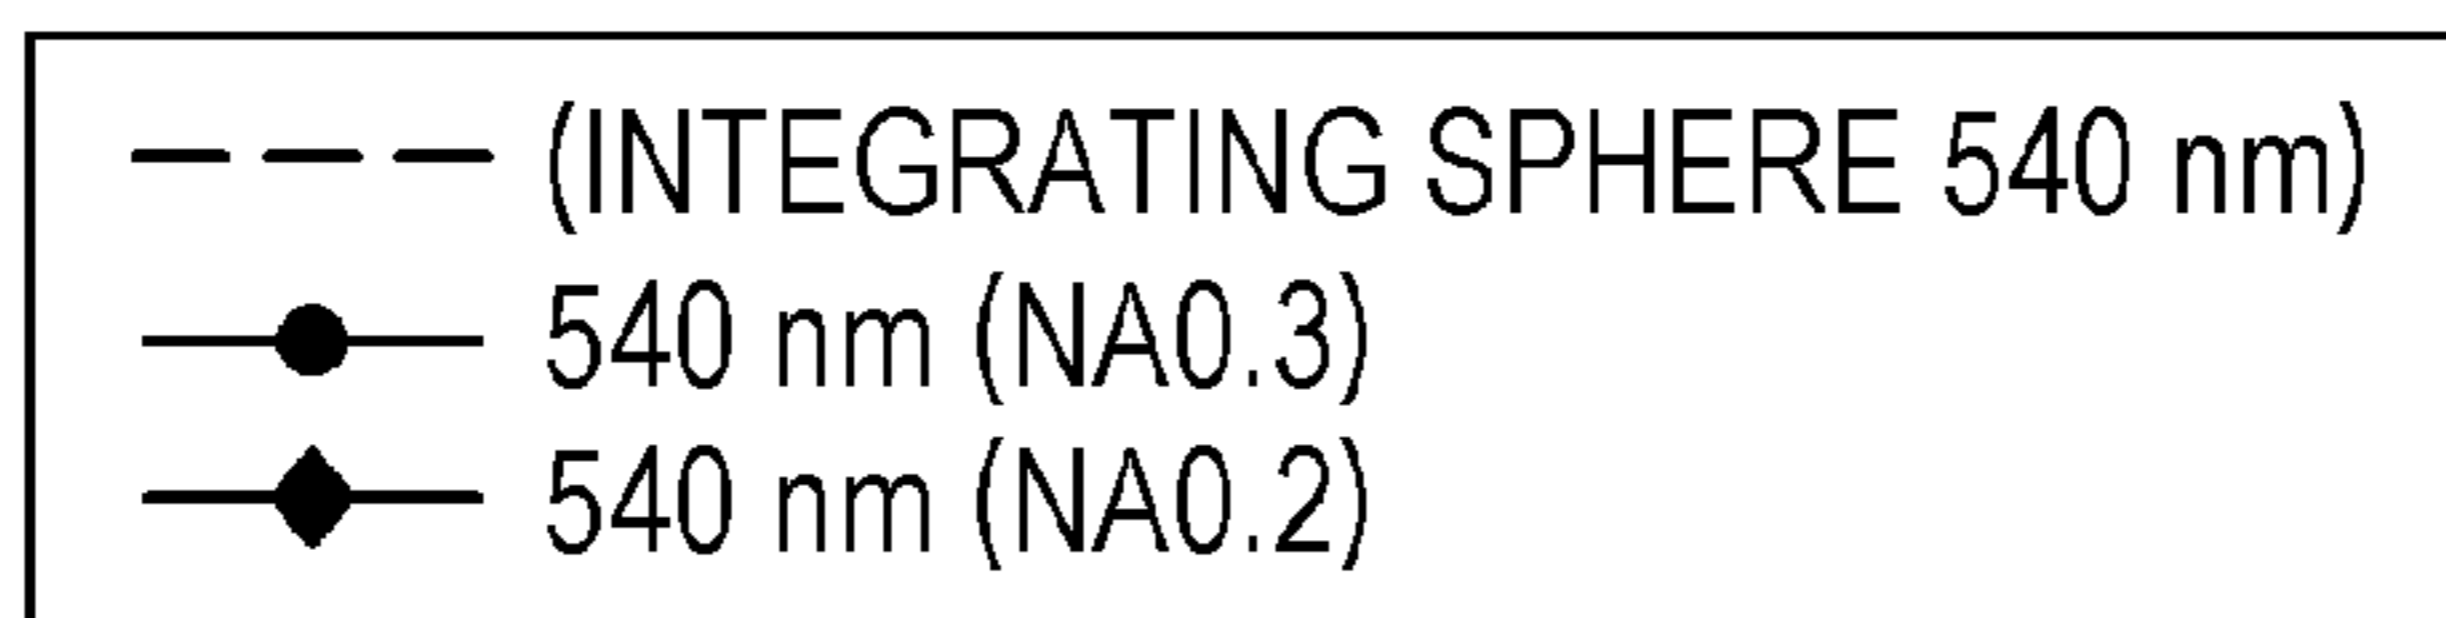 (INTEGRATING SPHERE 540 nm)
540 nm (NA0.3)
540 nm (NA0.2)